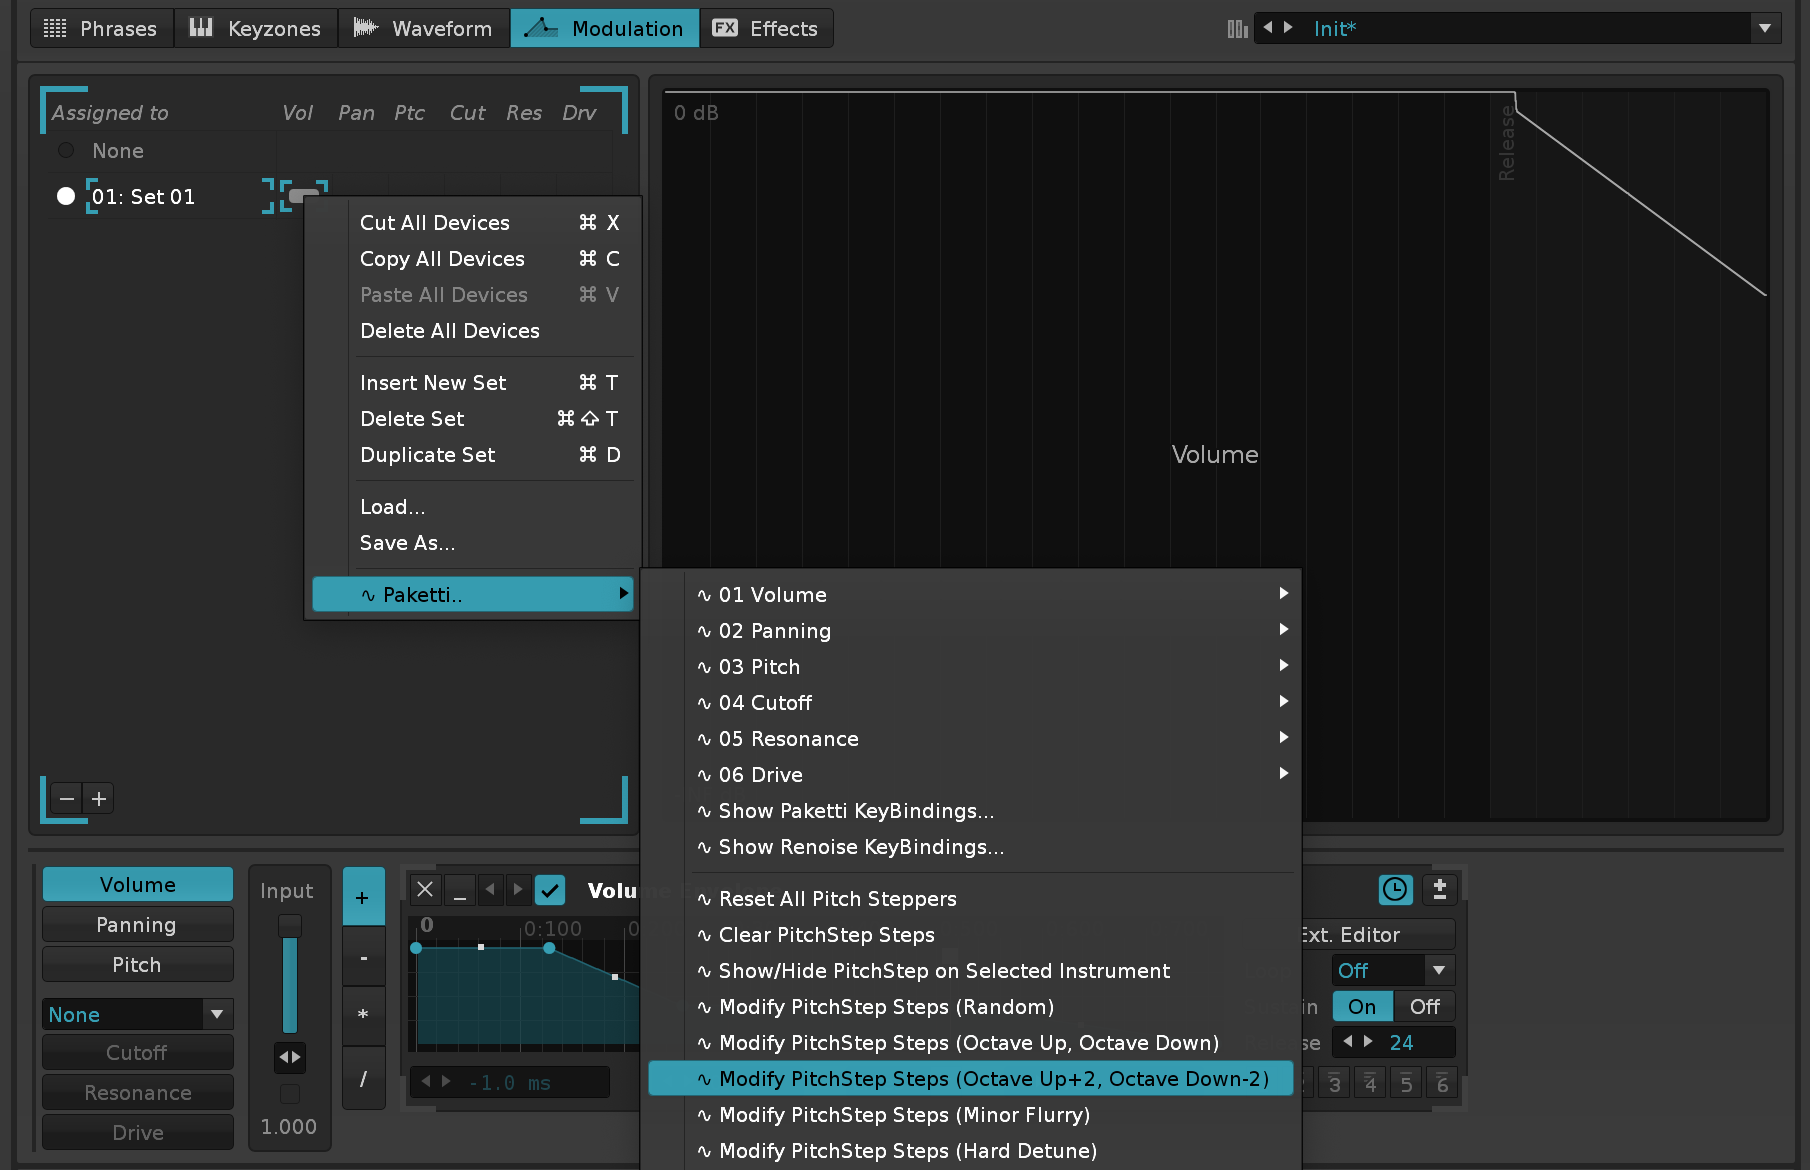 Phrases Keyzones Waveform Modulation FX Effects Init*
Assigned to Vol Pan Ptc Cut Res Drv
None
01: Set 01
0 dB
Release
Volume
Cut All Devices ⌘ X
Copy All Devices ⌘ C
Paste All Devices ⌘ V
Delete All Devices
Insert New Set ⌘ T
Delete Set ⌘ ⇧ T
Duplicate Set ⌘ D
Load...
Save As...
∿ Paketti..
∿ 01 Volume
∿ 02 Panning
∿ 03 Pitch
∿ 04 Cutoff
∿ 05 Resonance
∿ 06 Drive
∿ Show Paketti KeyBindings...
∿ Show Renoise KeyBindings...
∿ Reset All Pitch Steppers
∿ Clear PitchStep Steps
∿ Show/Hide PitchStep on Selected Instrument
∿ Modify PitchStep Steps (Random)
∿ Modify PitchStep Steps (Octave Up, Octave Down)
∿ Modify PitchStep Steps (Octave Up+2, Octave Down-2)
∿ Modify PitchStep Steps (Minor Flurry)
∿ Modify PitchStep Steps (Hard Detune)
− +
Volume
Panning
Pitch
None
Cutoff
Resonance
Drive
Input
1.000
+
-
*
/
Volu
0 0:100 0
-1.0 ms
Ext. Editor
Off
in On Off
se 24
3 4 5 6